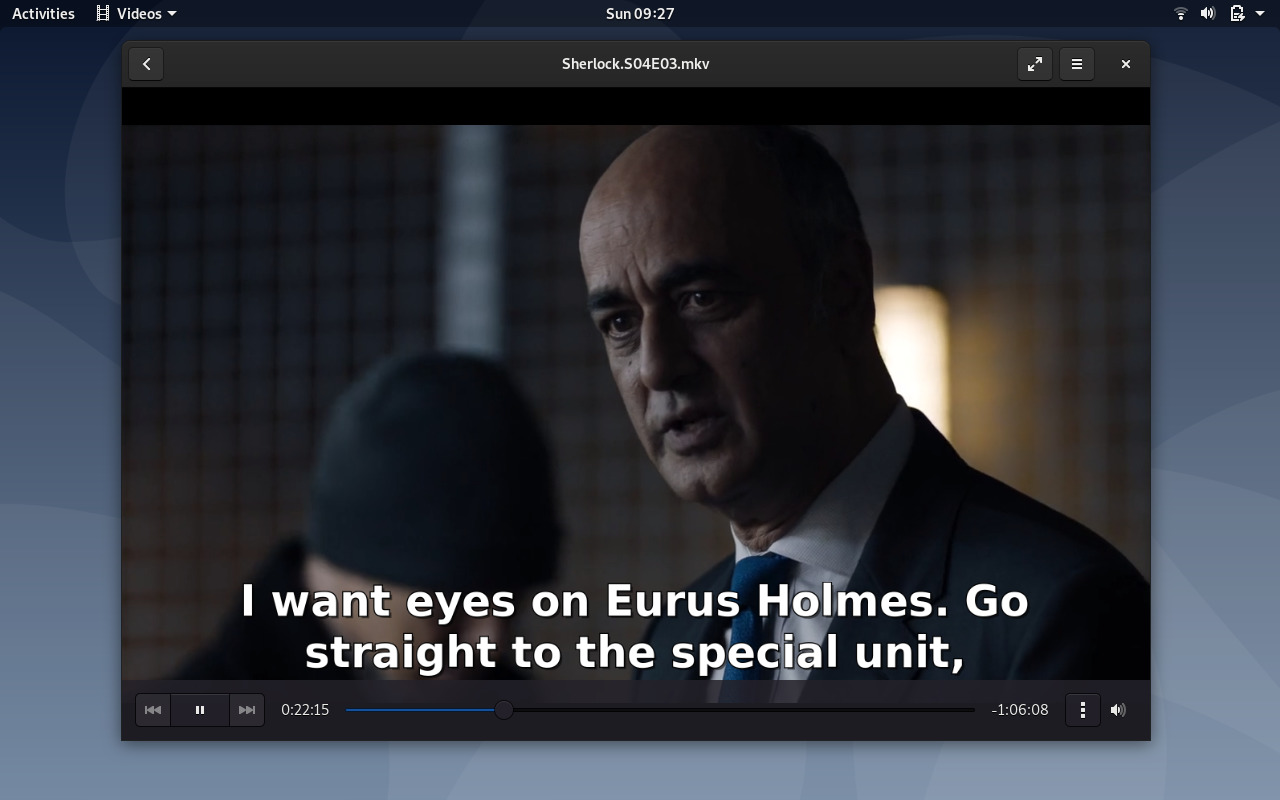 Activities Videos Sun 09:27
Sherlock.S04E03.mkv
I want eyes on Eurus Holmes. Go
straight to the special unit,
0:22:15 -1:06:08